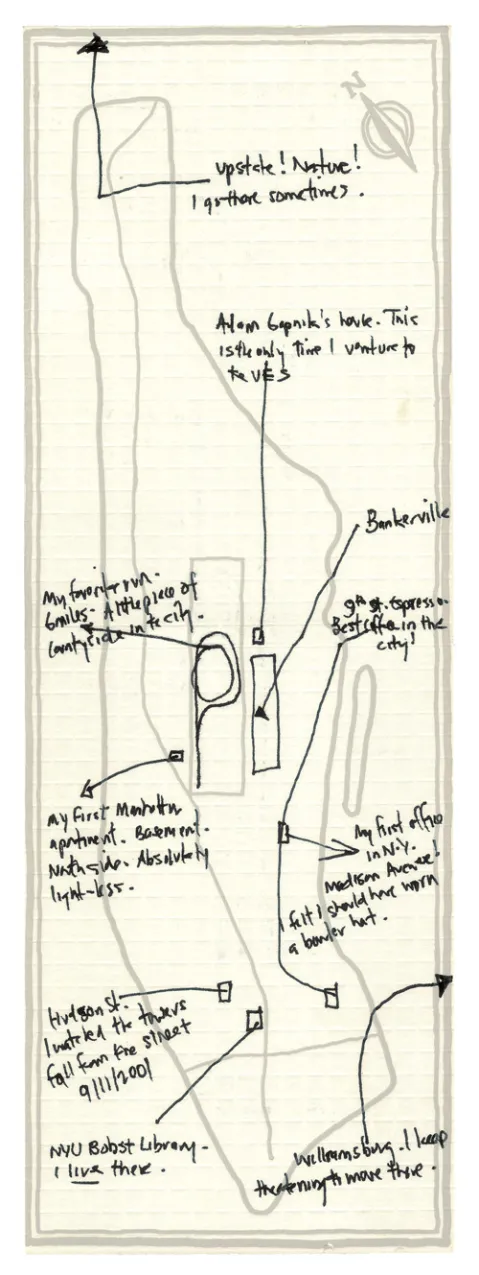 N
upstate! Nature!
I go there sometimes.
Adam Gopnik's house. This
is the only time I venture to
the UES
Bankerville
My favorite run.
6miles. A little piece of
countryside in the city.
9th st. Espresso.
Best coffee in the
city!
my first Manhattan
apartment. Basement.
North side. Absolutely
light-less.
My first office
in N.Y.
Madison Avenue!
I felt I should have worn
a bowler hat.
Hudson St.
I watched the towers
fall from the street
9/11/2001
NYU Bobst Library-
I live there.
Williamsburg. I keep
threatening to move there.